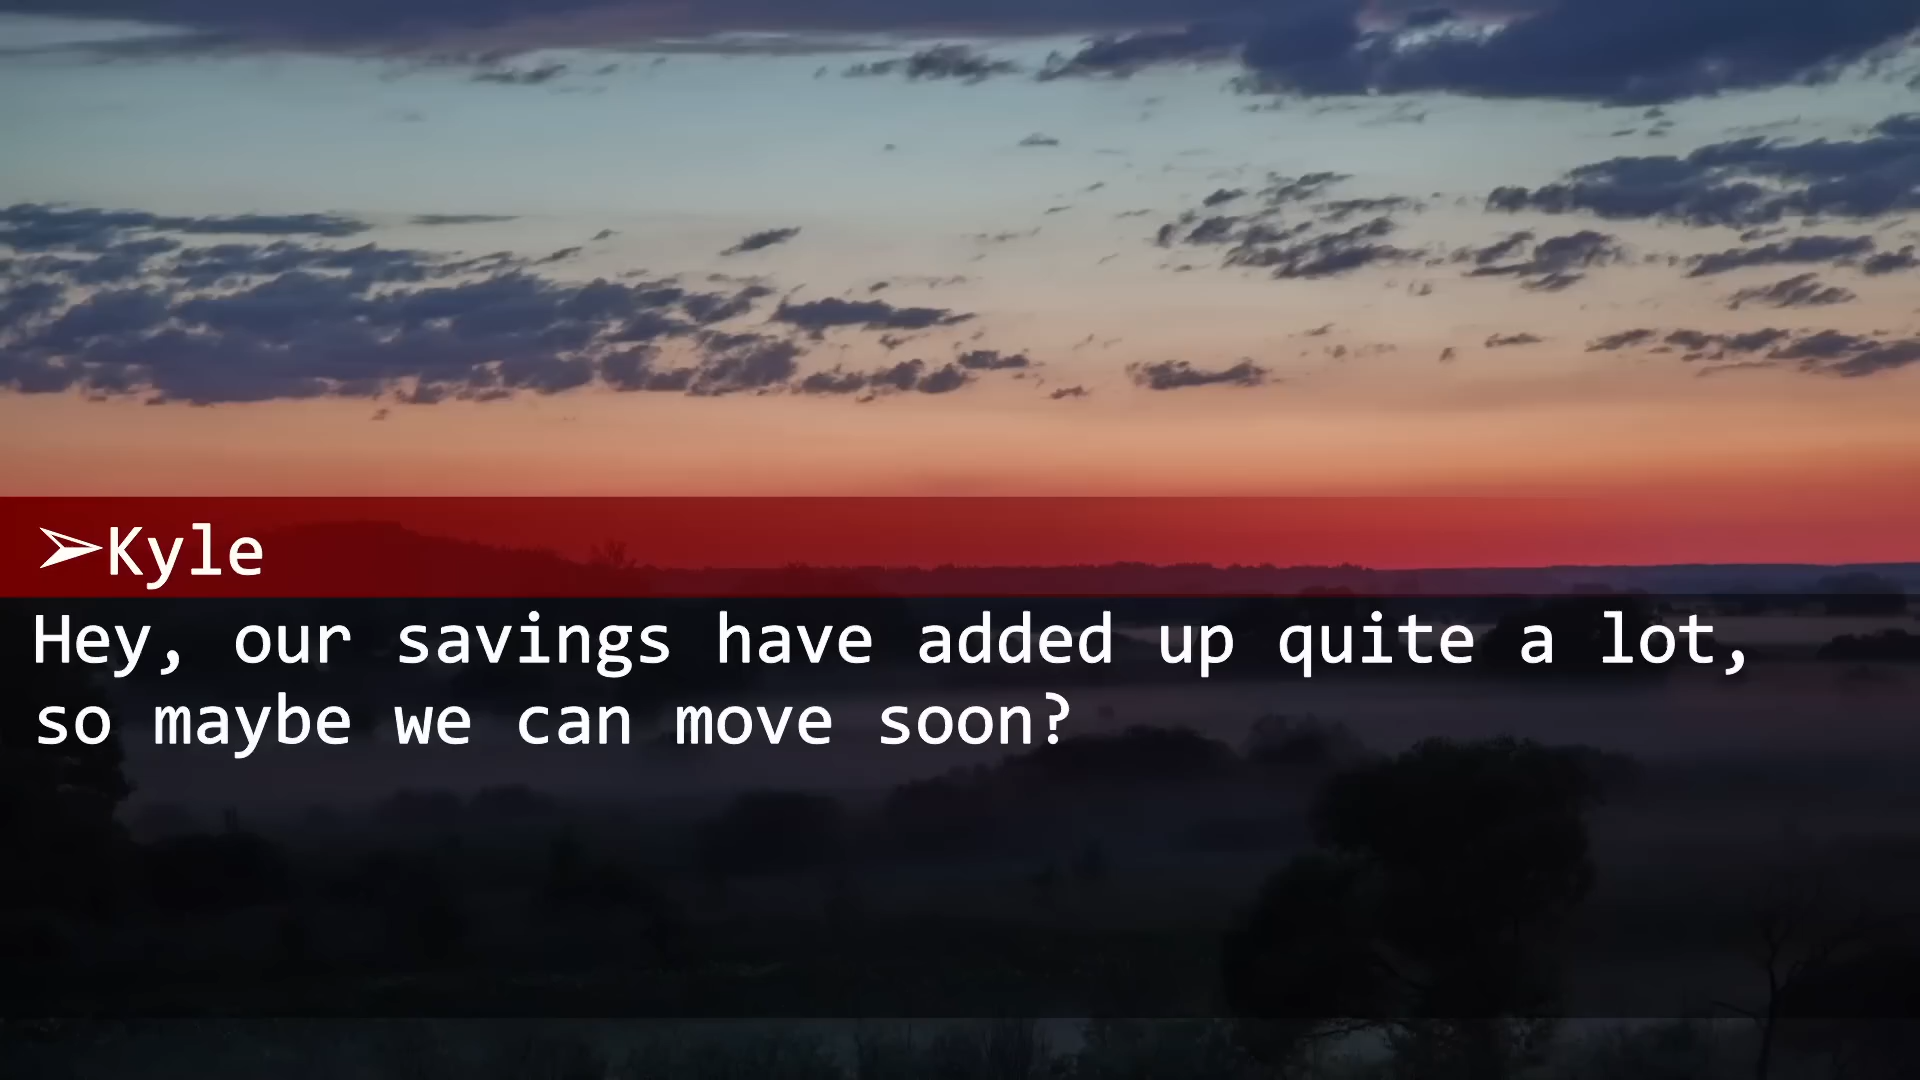 ➢Kyle
Hey, our savings have added up quite a lot,
so maybe we can move soon?